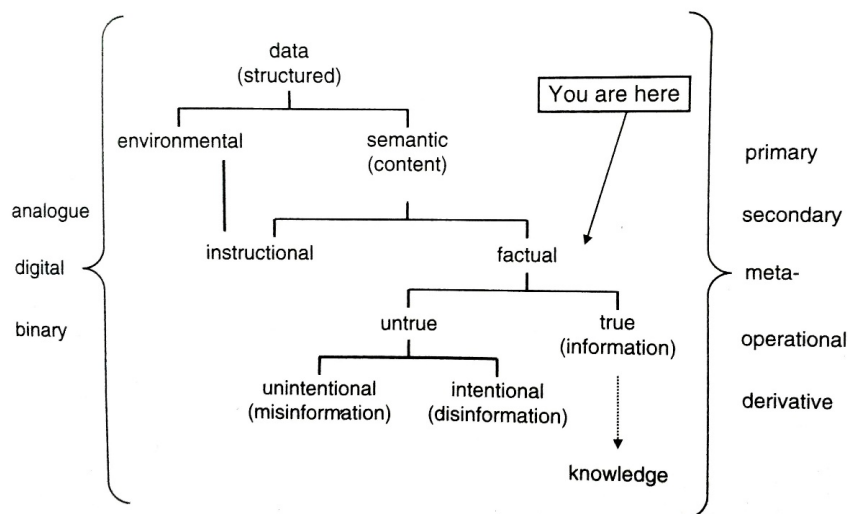 data
(structured)
You are here
environmental
semantic
(content)
primary
analogue
secondary
instructional
factual
digital
meta-
untrue
true
(information)
binary
operational
unintentional
(misinformation)
intentional
(disinformation)
derivative
knowledge